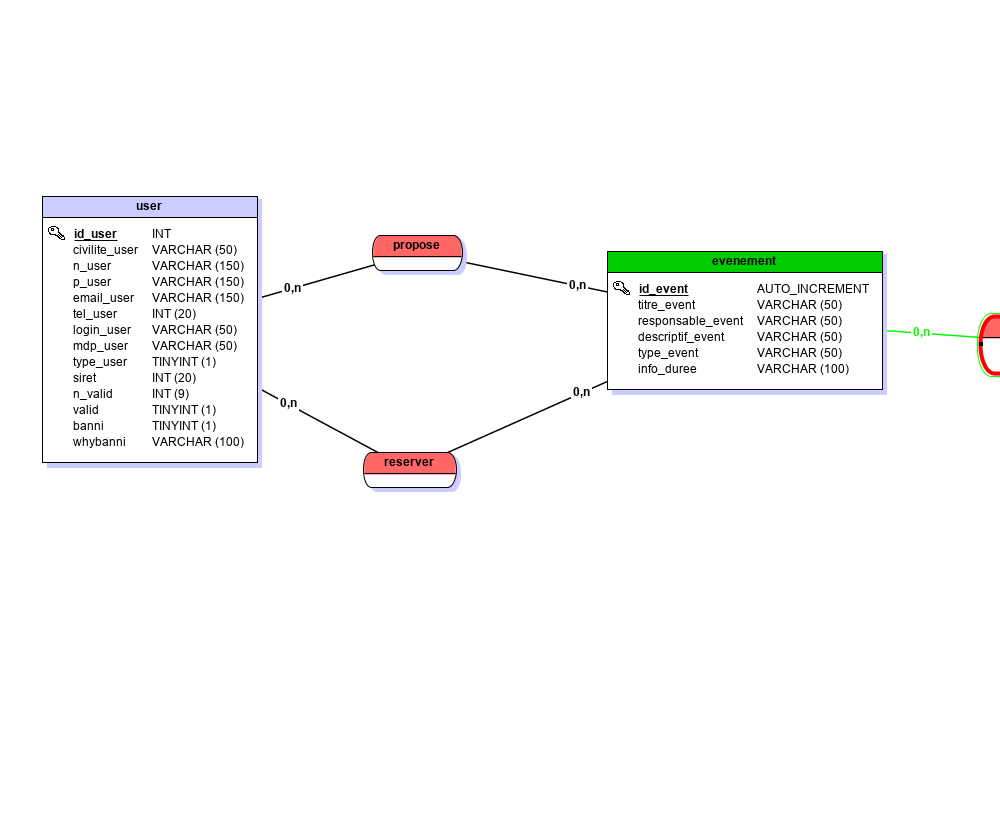 user
id_user INT
civilite_user VARCHAR (50)
n_user VARCHAR (150)
p_user VARCHAR (150)
email_user VARCHAR (150)
tel_user INT (20)
login_user VARCHAR (50)
mdp_user VARCHAR (50)
type_user TINYINT (1)
siret INT (20)
n_valid INT (9)
valid TINYINT (1)
banni TINYINT (1)
whybanni VARCHAR (100)
0,n
propose
0,n
0,n
reserver
0,n
evenement
id_event AUTO_INCREMENT
titre_event VARCHAR (50)
responsable_event VARCHAR (50)
descriptif_event VARCHAR (50)
type_event VARCHAR (50)
info_duree VARCHAR (100)
0,n